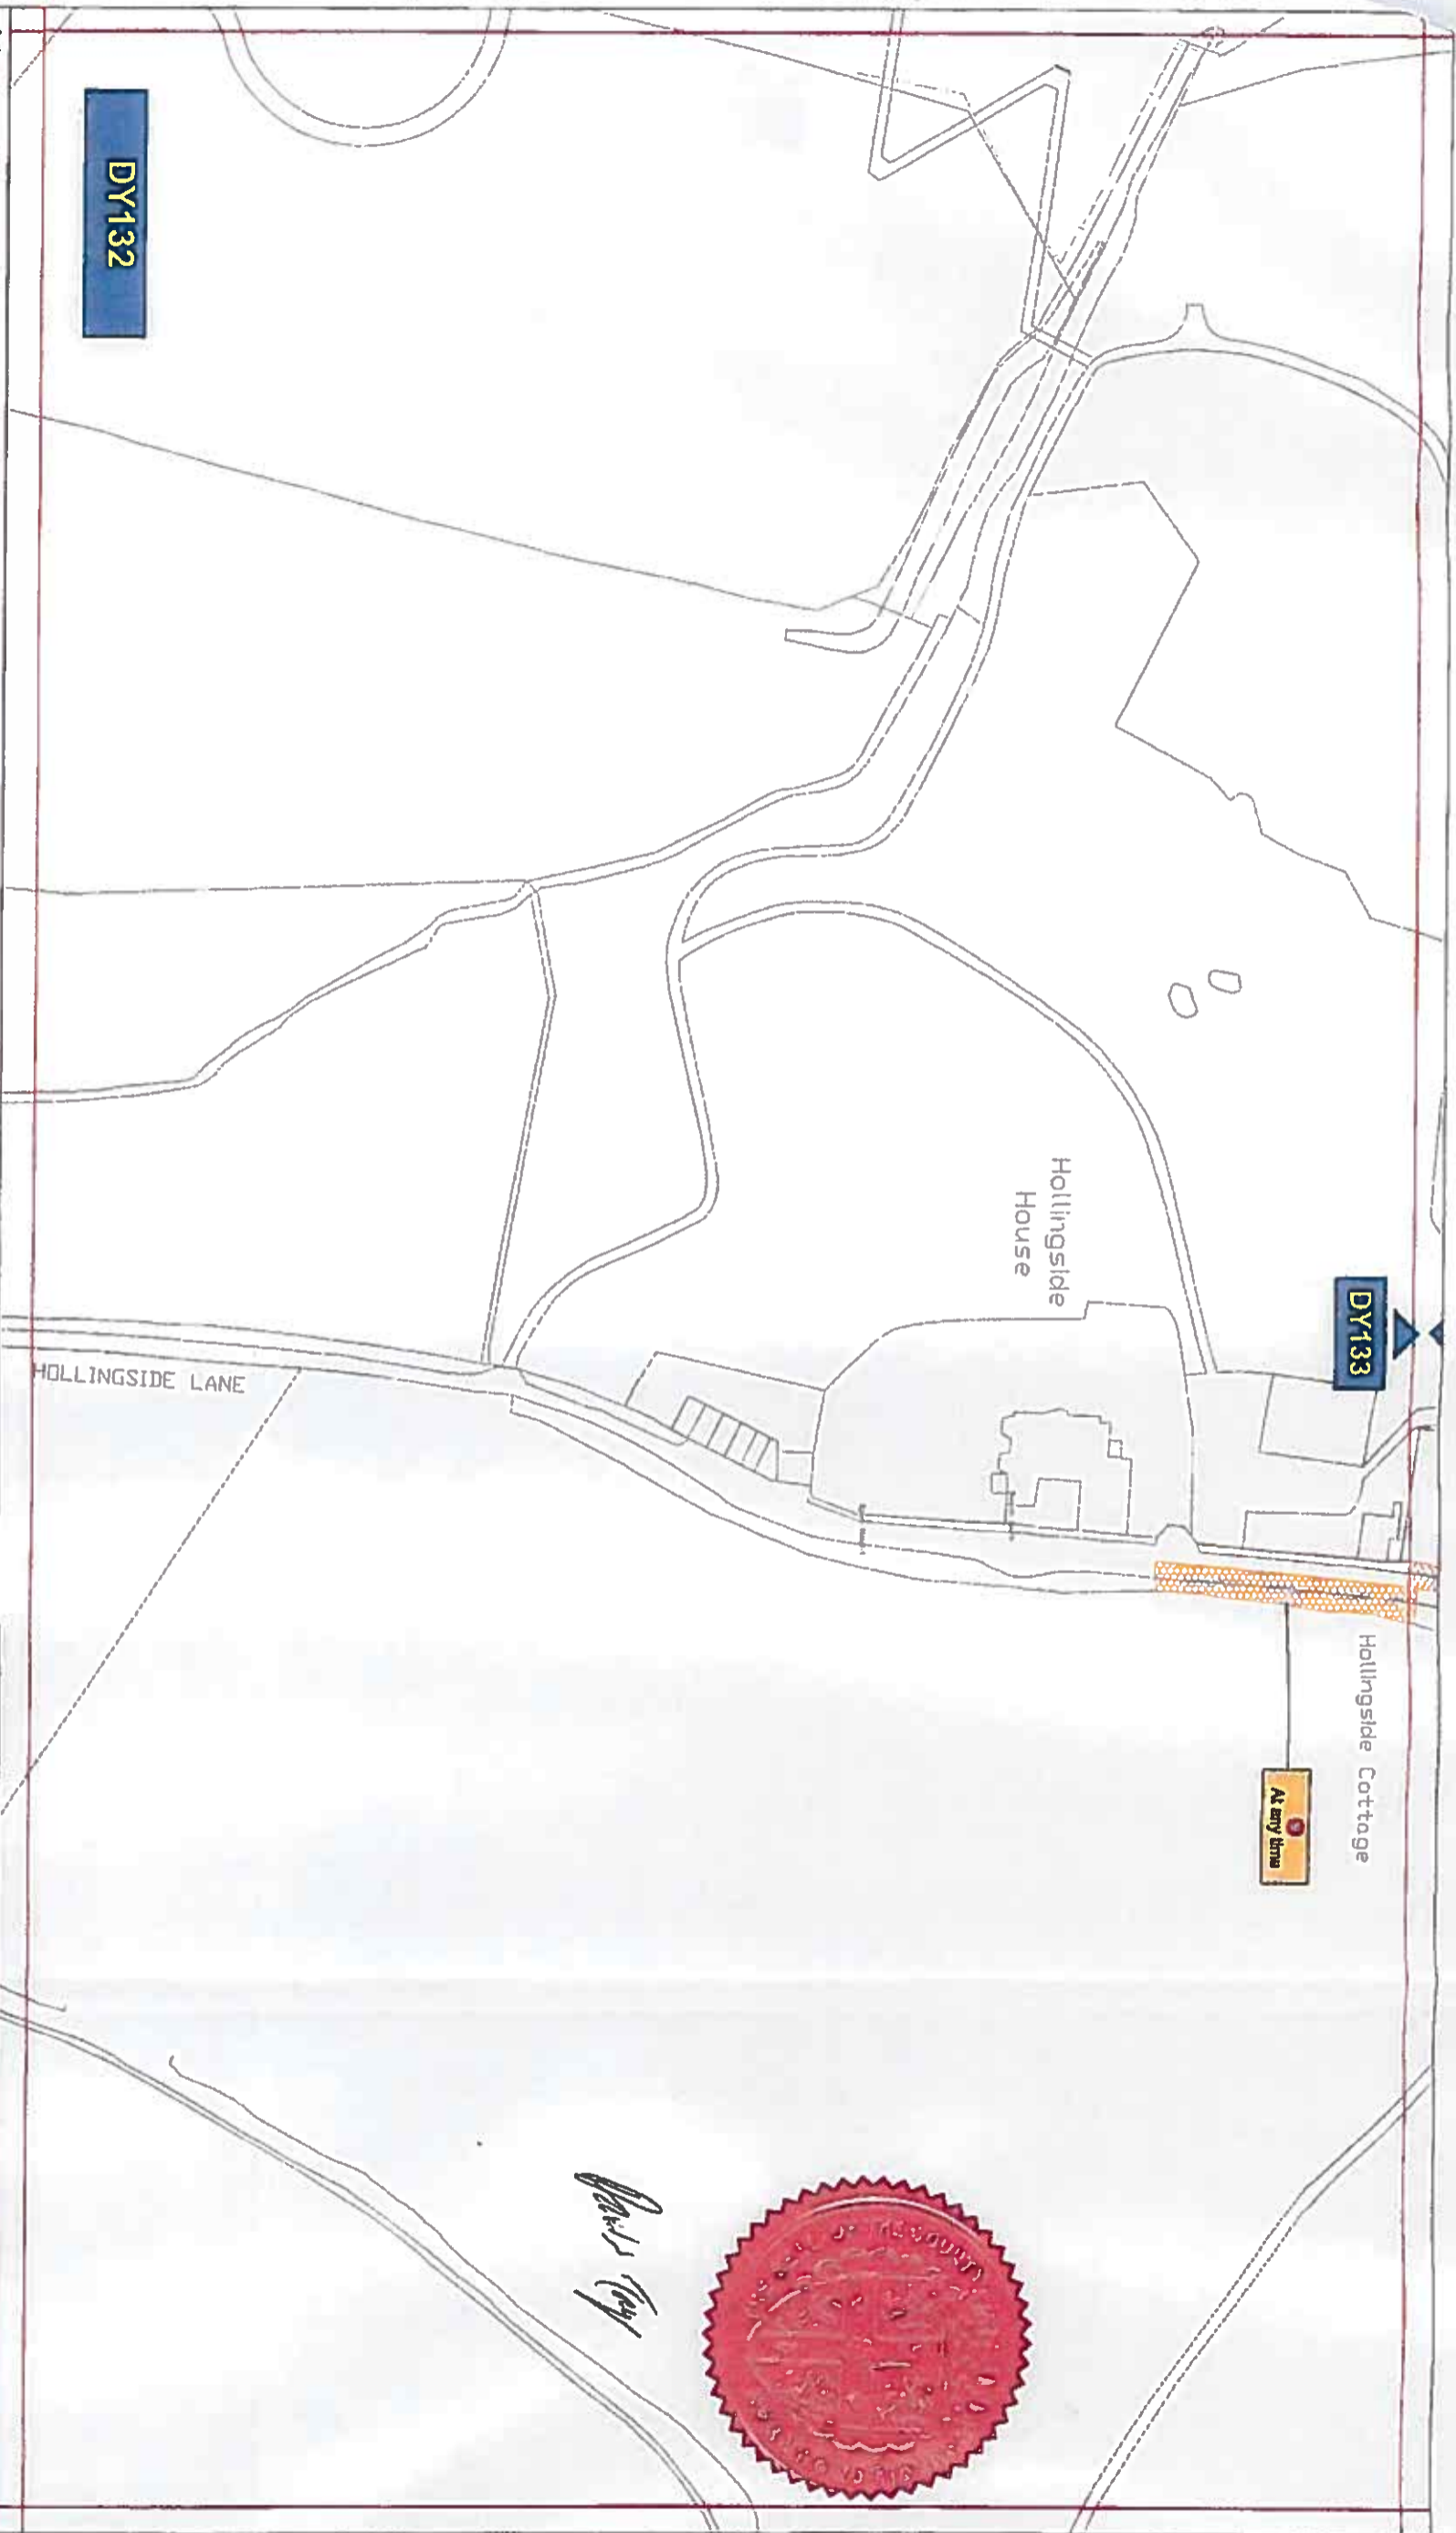 DY133
Hollingside Cottage
At any time
Hollingside
House
HOLLINGSIDE LANE
DY132